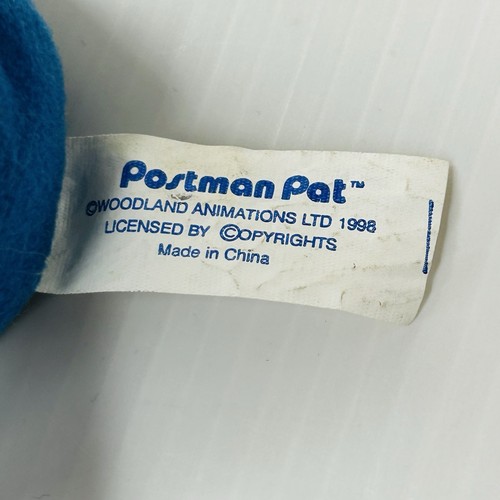 Postman Pat™
©WOODLAND ANIMATIONS LTD 1998
LICENSED BY ©OPYRIGHTS
Made in China